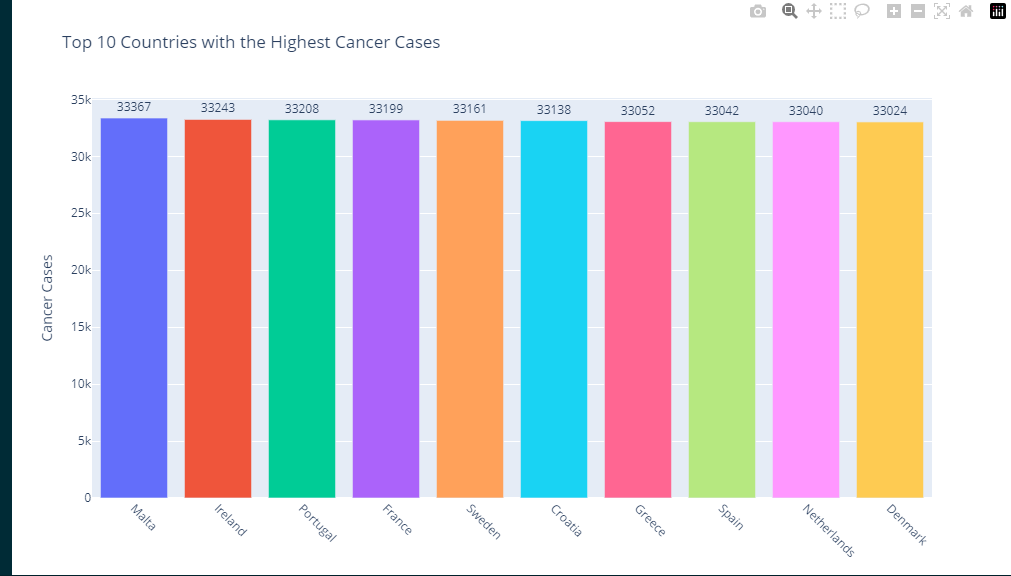 Top 10 Countries with the Highest Cancer Cases
35k
30k
25k
20k
15k
10k
5k
0
Cancer Cases
33367 33243 33208 33199 33161 33138 33052 33042 33040 33024
Malta Ireland Portugal France Sweden Croatia Greece Spain Netherlands Denmark